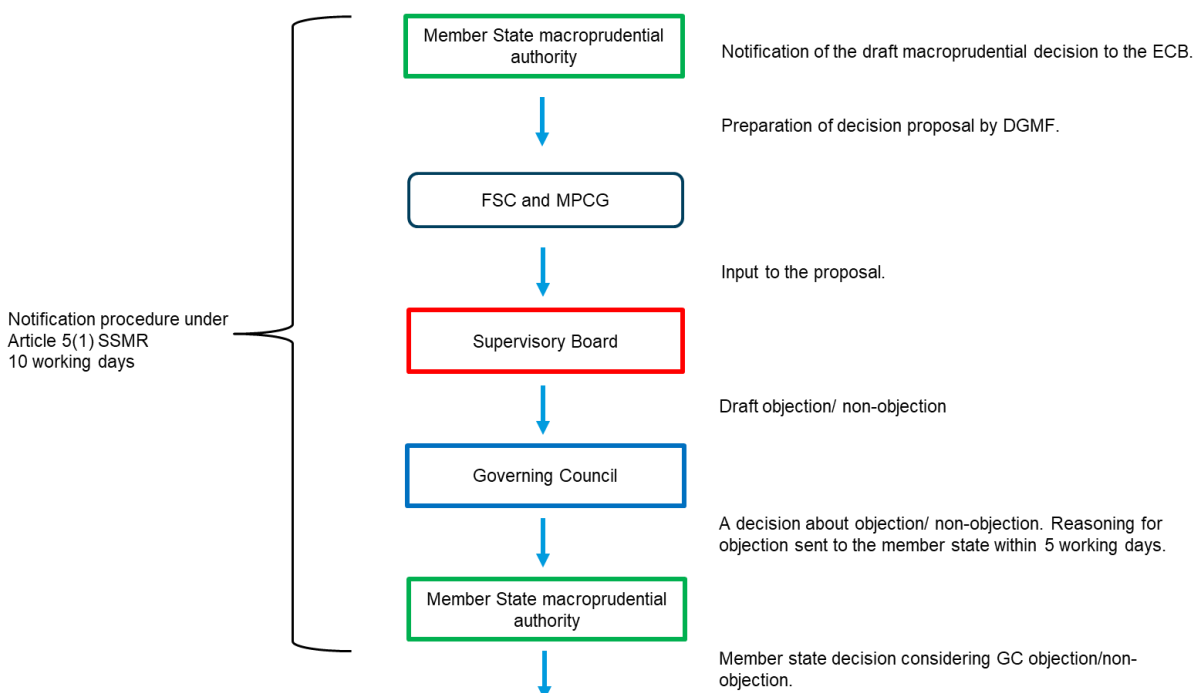 Member State macroprudential
authority
Notification of the draft macroprudential decision to the ECB.
Preparation of decision proposal by DGMF.
FSC and MPCG
Input to the proposal.
Notification procedure under
Article 5(1) SSMR
10 working days
Supervisory Board
Draft objection/ non-objection
Governing Council
A decision about objection/ non-objection. Reasoning for
objection sent to the member state within 5 working days.
Member State macroprudential
authority
Member state decision considering GC objection/non-
objection.